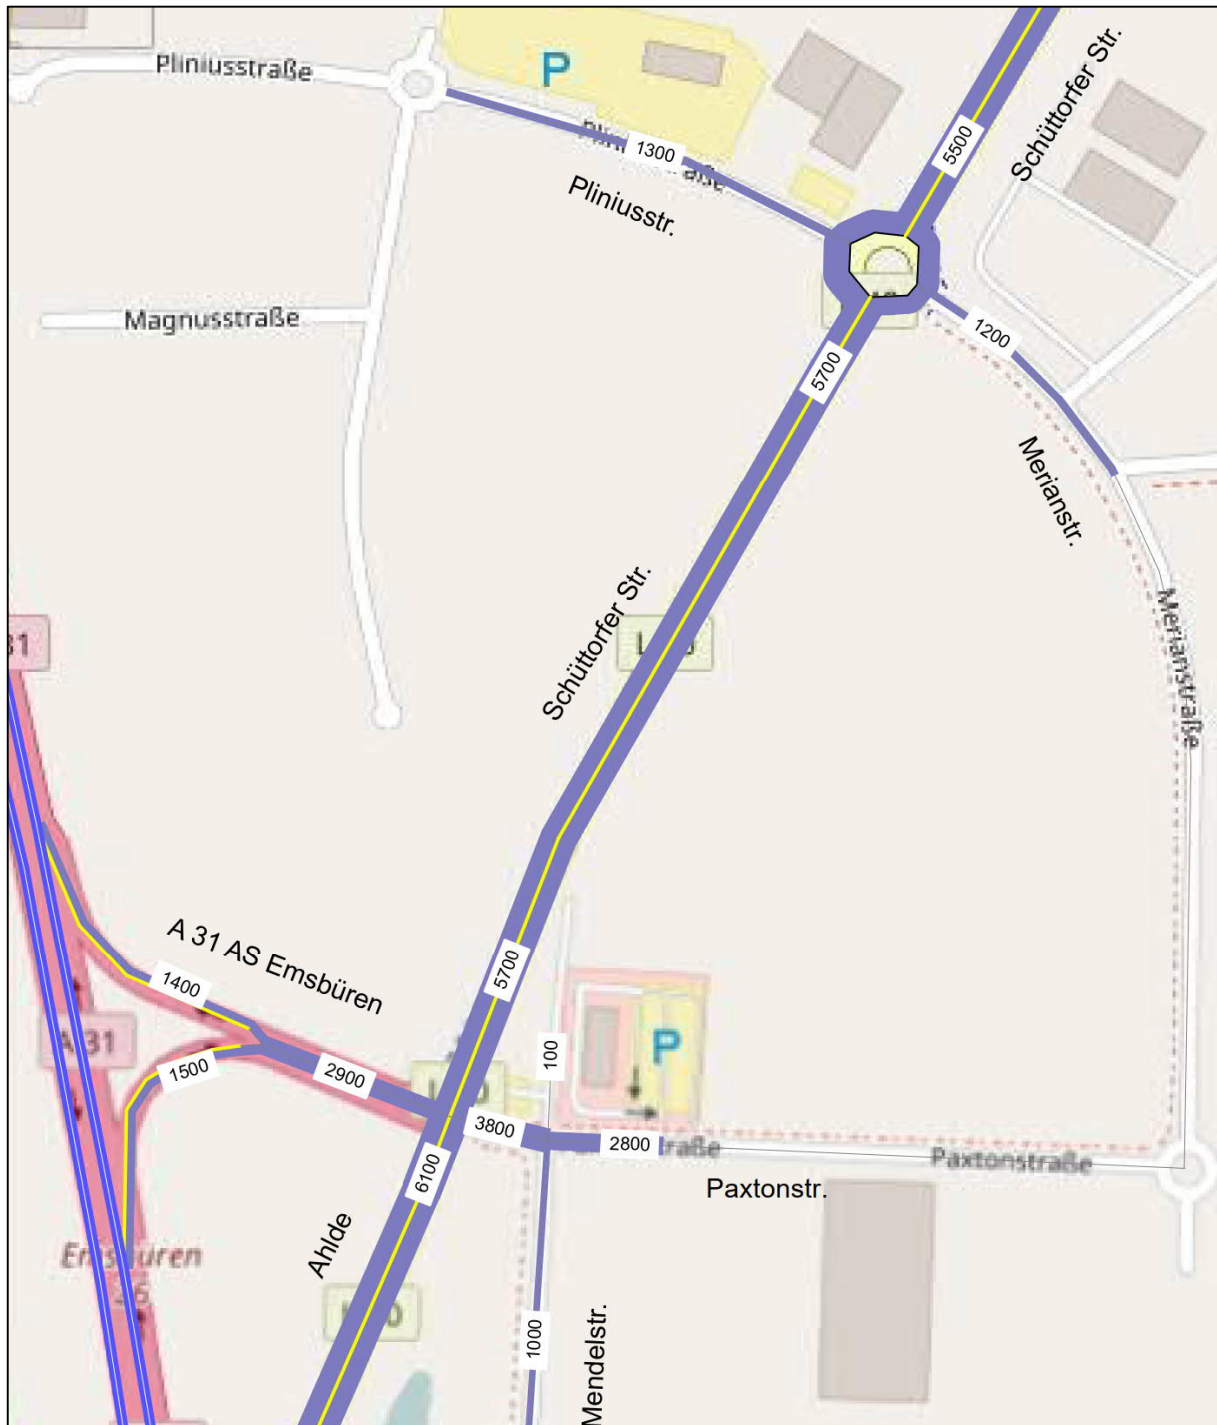 Pliniusstraße
P
Schüttorfer Str.
5500
1300
Pliniusstr.
Magnusstraße
1200
5700
Merianstr.
Schüttorfer Str.
Merianstraße
31
A 31 AS Emsbüren
1400
5700
A 31
1500
2900
100
P
3800
2800
Paxtonstraße
6100
Paxtonstr.
Ahlde
1000
Mendelstr.